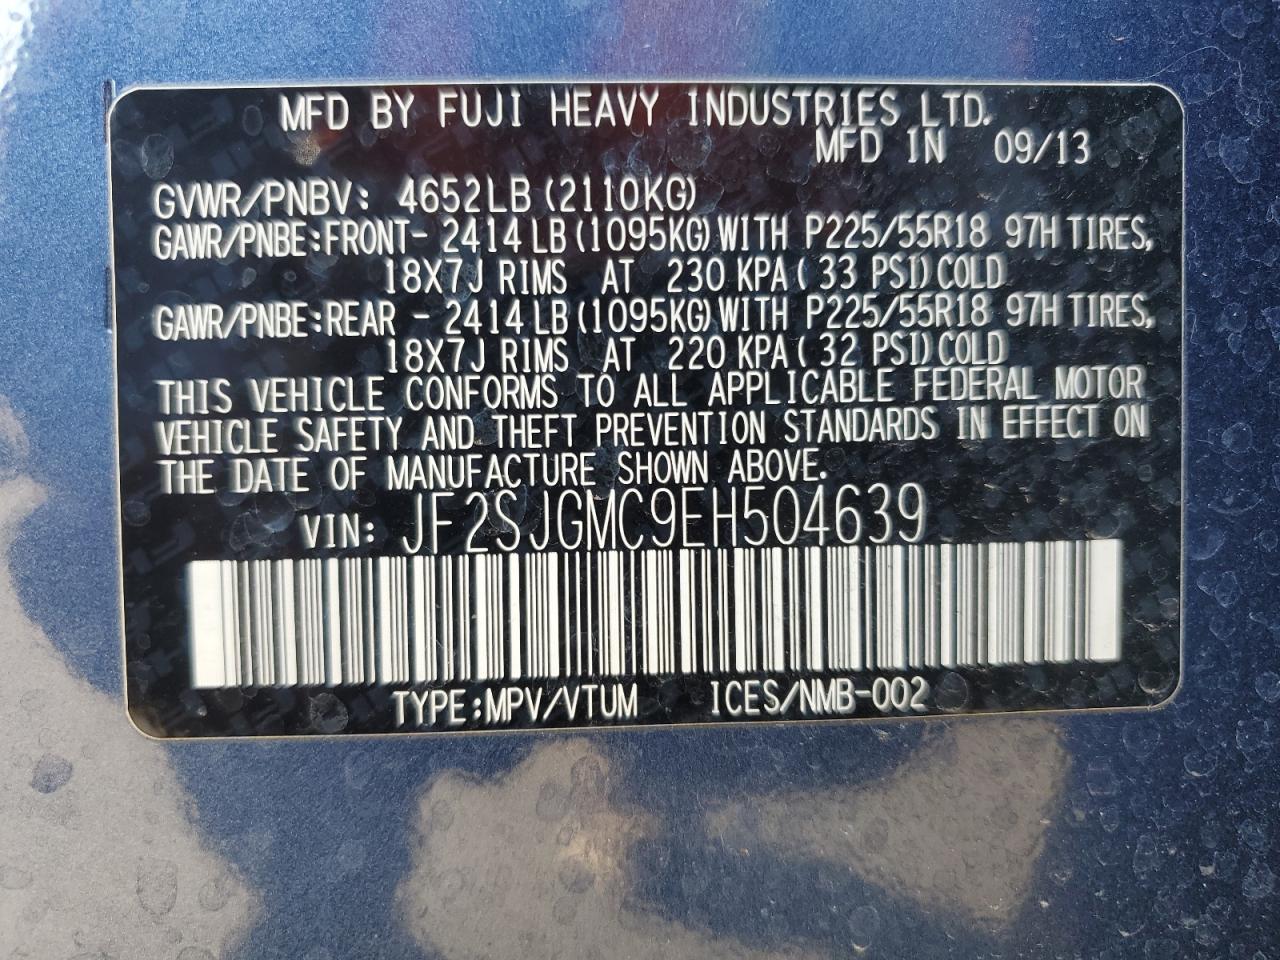 MFD BY FUJI HEAVY INDUSTRIES LTD.
MFD IN 09/13
GVWR/PNBV: 4652LB (2110KG)
GAWR/PNBE:FRONT- 2414 LB (1095KG) WITH P225/55R18 97H TIRES,
18X7J RIMS AT 230 KPA ( 33 PSI) COLD
GAWR/PNBE:REAR - 2414 LB (1095KG) WITH P225/55R18 97H TIRES,
18X7J RIMS AT 220 KPA ( 32 PSI) COLD
THIS VEHICLE CONFORMS TO ALL APPLICABLE FEDERAL MOTOR
VEHICLE SAFETY AND THEFT PREVENTION STANDARDS IN EFFECT ON
THE DATE OF MANUFACTURE SHOWN ABOVE.
VIN: JF2SJGMC9EH504639
TYPE:MPV/VTUM ICES/NMB-002